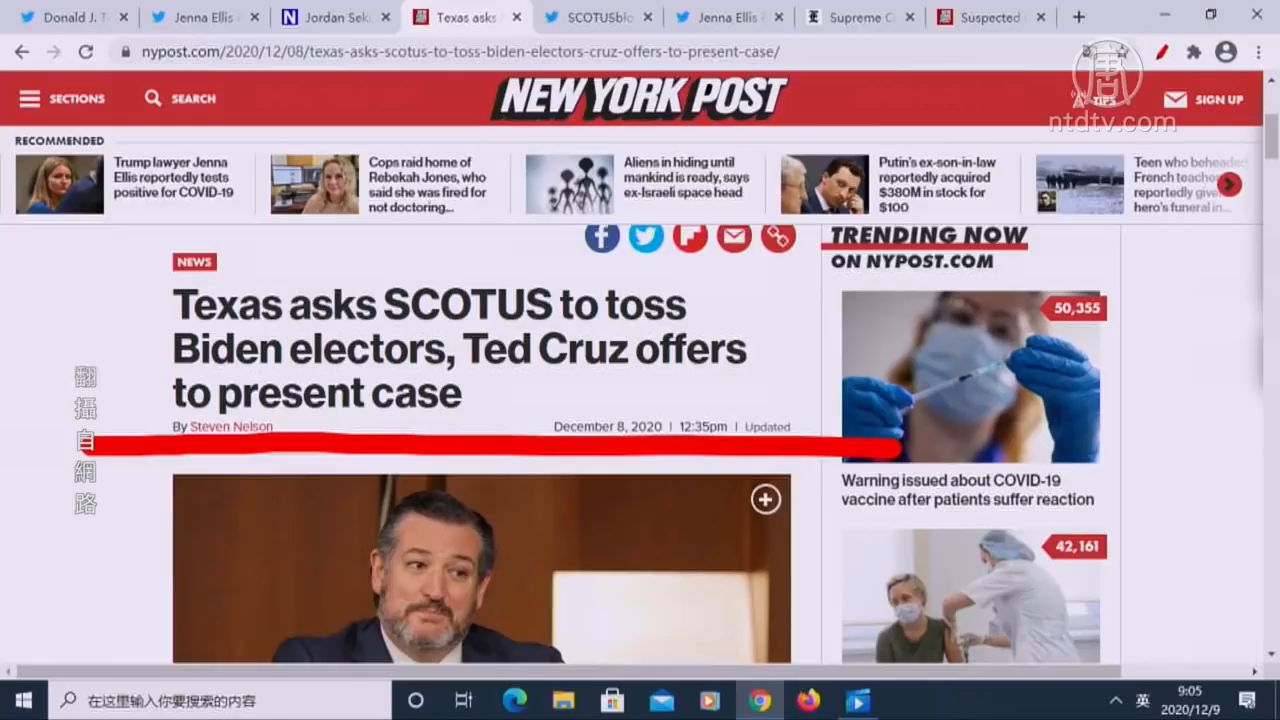 Donald J. T
Jenna Ellis
Jordan Sek
Texas asks
SCOTUSblo
Jenna Ellis
Supreme C
Suspected
nypost.com/2020/12/08/texas-asks-scotus-to-toss-biden-electors-cruz-offers-to-present-case/
SECTIONS
SEARCH
NEW YORK POST
TIPS
SIGN UP
ntdtv.com
RECOMMENDED
Trump lawyer Jenna
Ellis reportedly tests
positive for COVID-19
Cops raid home of
Rebekah Jones, who
said she was fired for
not doctoring...
Aliens in hiding until
mankind is ready, says
ex-Israeli space head
Putin's ex-son-in-law
reportedly acquired
$380M in stock for
$100
Teen who beheade
French teache
reportedly give
hero's funeral in...
NEWS
Texas asks SCOTUS to toss
Biden electors, Ted Cruz offers
to present case
By Steven Nelson
December 8, 2020 | 12:35pm | Updated
翻攝自網路
TRENDING NOW
ON NYPOST.COM
50,355
Warning issued about COVID-19
vaccine after patients suffer reaction
42,161
在这里输入你要搜索的内容
英
9:05
2020/12/9